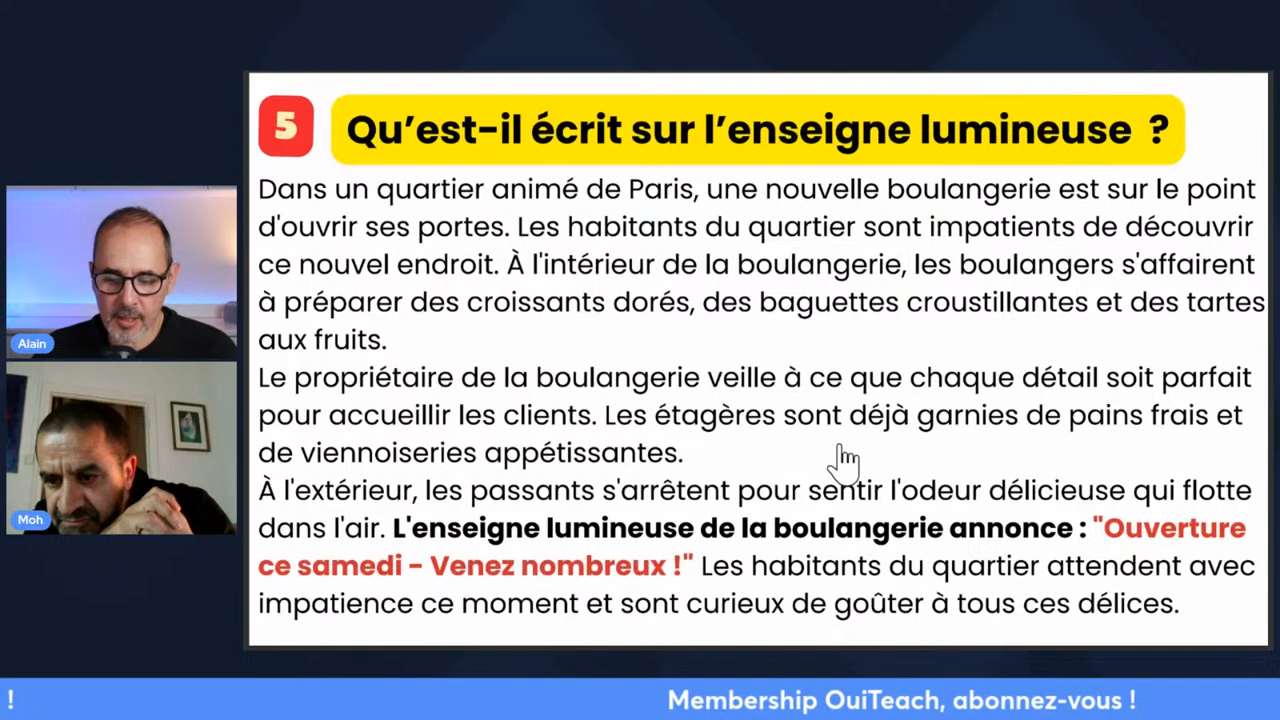 5
Qu’est-il écrit sur l’enseigne lumineuse ?
Dans un quartier animé de Paris, une nouvelle boulangerie est sur le point
d'ouvrir ses portes. Les habitants du quartier sont impatients de découvrir
ce nouvel endroit. À l'intérieur de la boulangerie, les boulangers s'affairent
à préparer des croissants dorés, des baguettes croustillantes et des tartes
aux fruits.
Le propriétaire de la boulangerie veille à ce que chaque détail soit parfait
pour accueillir les clients. Les étagères sont déjà garnies de pains frais et
de viennoiseries appétissantes.
À l'extérieur, les passants s'arrêtent pour sentir l'odeur délicieuse qui flotte
dans l'air. L'enseigne lumineuse de la boulangerie annonce : "Ouverture
ce samedi – Venez nombreux !" Les habitants du quartier attendent avec
impatience ce moment et sont curieux de goûter à tous ces délices.
Alain
Moh
! Membership OuiTeach, abonnez-vous !